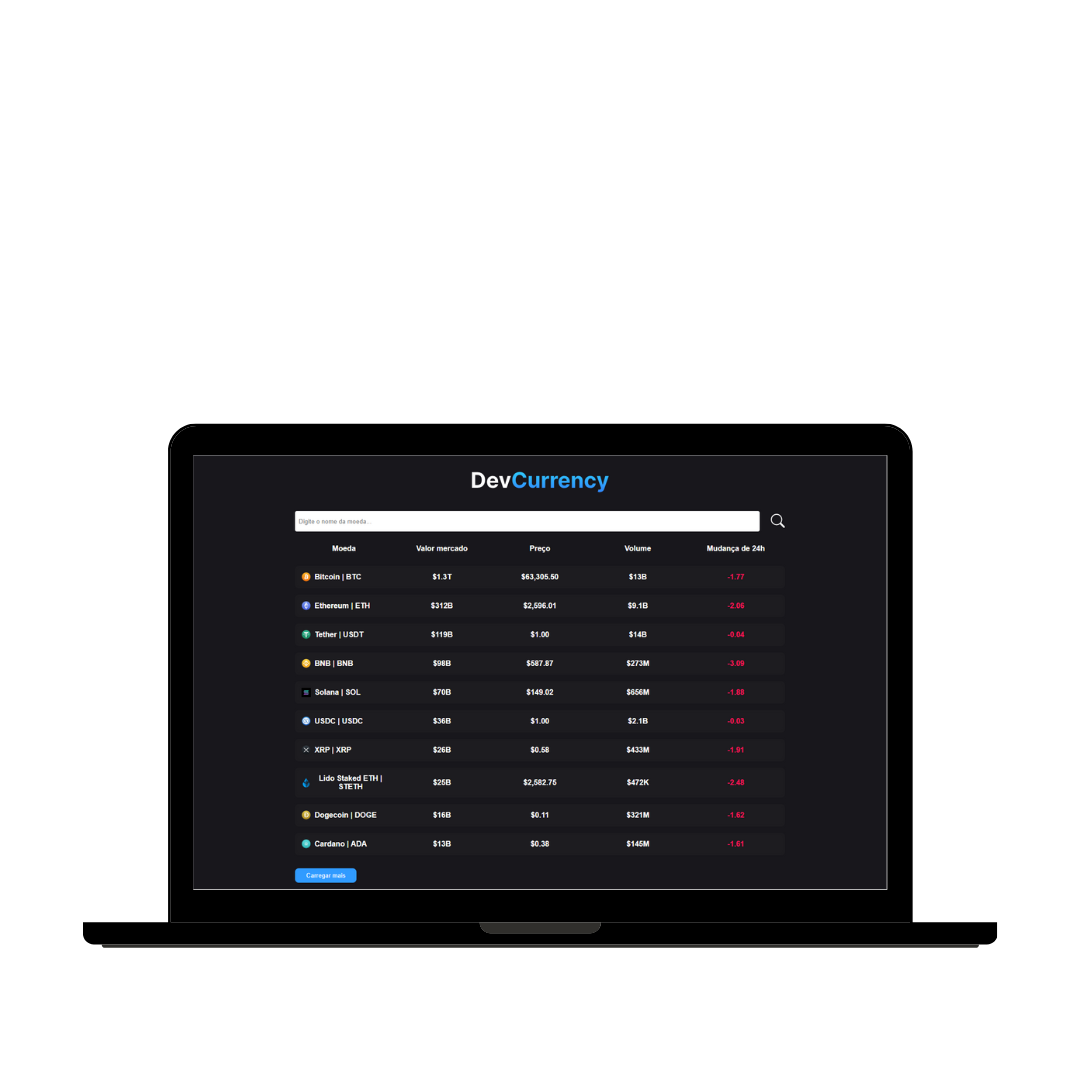 DevCurrency
Digite o nome da moeda...
Moeda Valor mercado Preço Volume Mudança de 24h
Bitcoin | BTC $1.3T $63,305.50 $13B -1.77
Ethereum | ETH $312B $2,596.01 $9.1B -2.06
Tether | USDT $119B $1.00 $14B -0.04
BNB | BNB $98B $587.87 $273M -3.09
Solana | SOL $70B $149.02 $656M -1.88
USDC | USDC $36B $1.00 $2.1B -0.03
XRP | XRP $26B $0.58 $433M -1.91
Lido Staked ETH |
STETH $25B $2,582.75 $472K -2.48
Dogecoin | DOGE $16B $0.11 $321M -1.62
Cardano | ADA $13B $0.38 $145M -1.61
Carregar mais